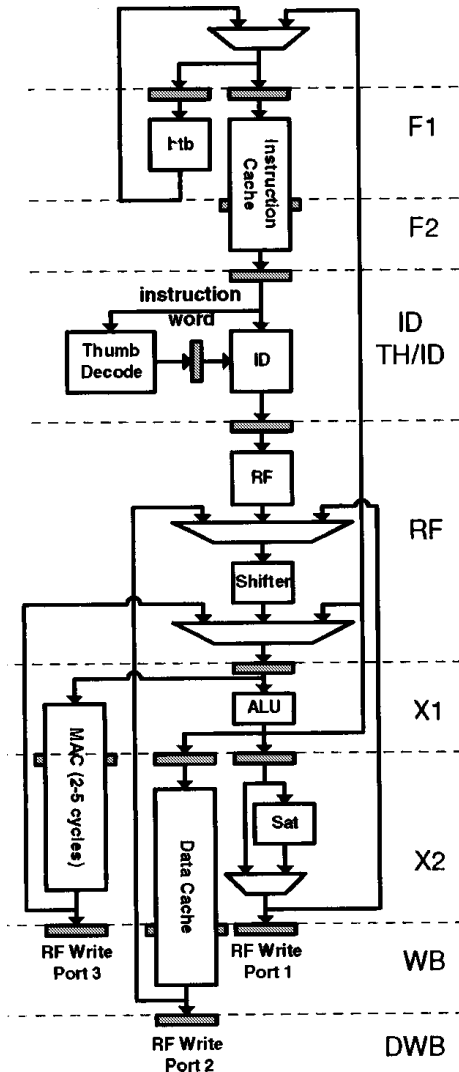 F1
btb
Instruction
Cache
F2
instruction
word
ID
TH/ID
Thumb
Decode
ID
RF
RF
Shifter
ALU
X1
MAC (2-5 cycles)
Data Cache
Sat
X2
RF Write
Port 3
RF Write
Port 1
WB
RF Write
Port 2
DWB